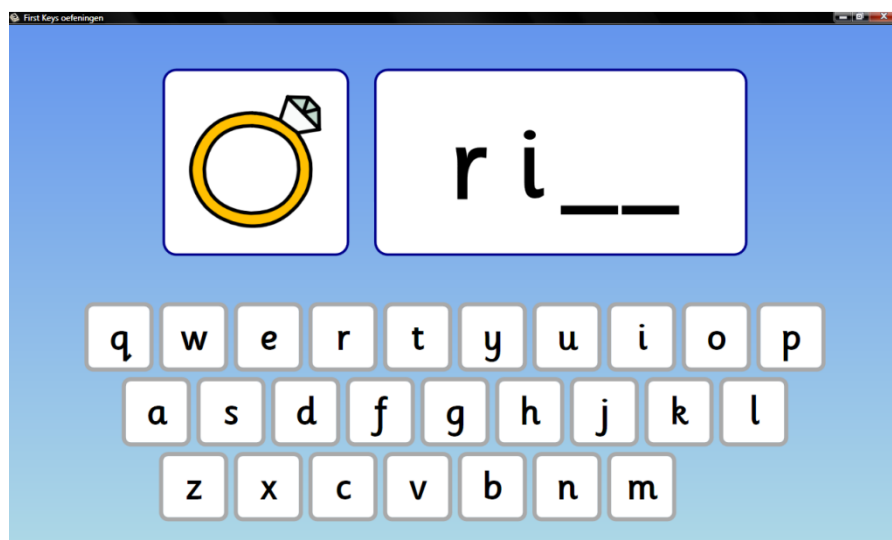 First Keys oefeningen
r i _ _
q w e r t y u i o p
a s d f g h j k l
z x c v b n m